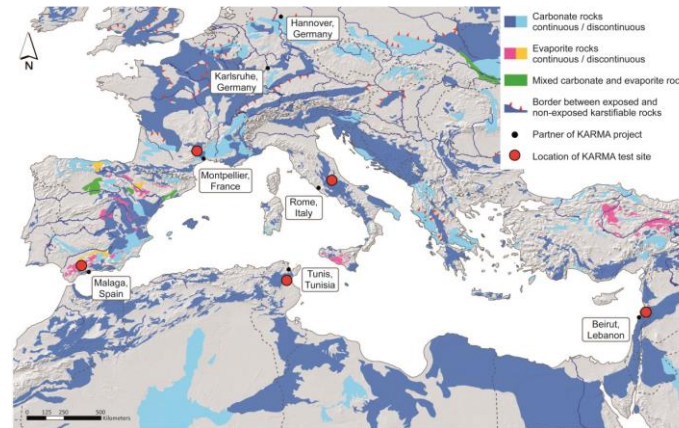 Hannover,
Germany
Karlsruhe,
Germany
N
Montpellier,
France
Rome,
Italy
Malaga,
Spain
Tunis,
Tunisia
Beirut,
Lebanon
0 125 250 500
Kilometers
Carbonate rocks
continuous / discontinuous
Evaporite rocks
continuous / discontinuous
Mixed carbonate and evaporite rocks
Border between exposed and
non-exposed karstifiable rocks
Partner of KARMA project
Location of KARMA test site